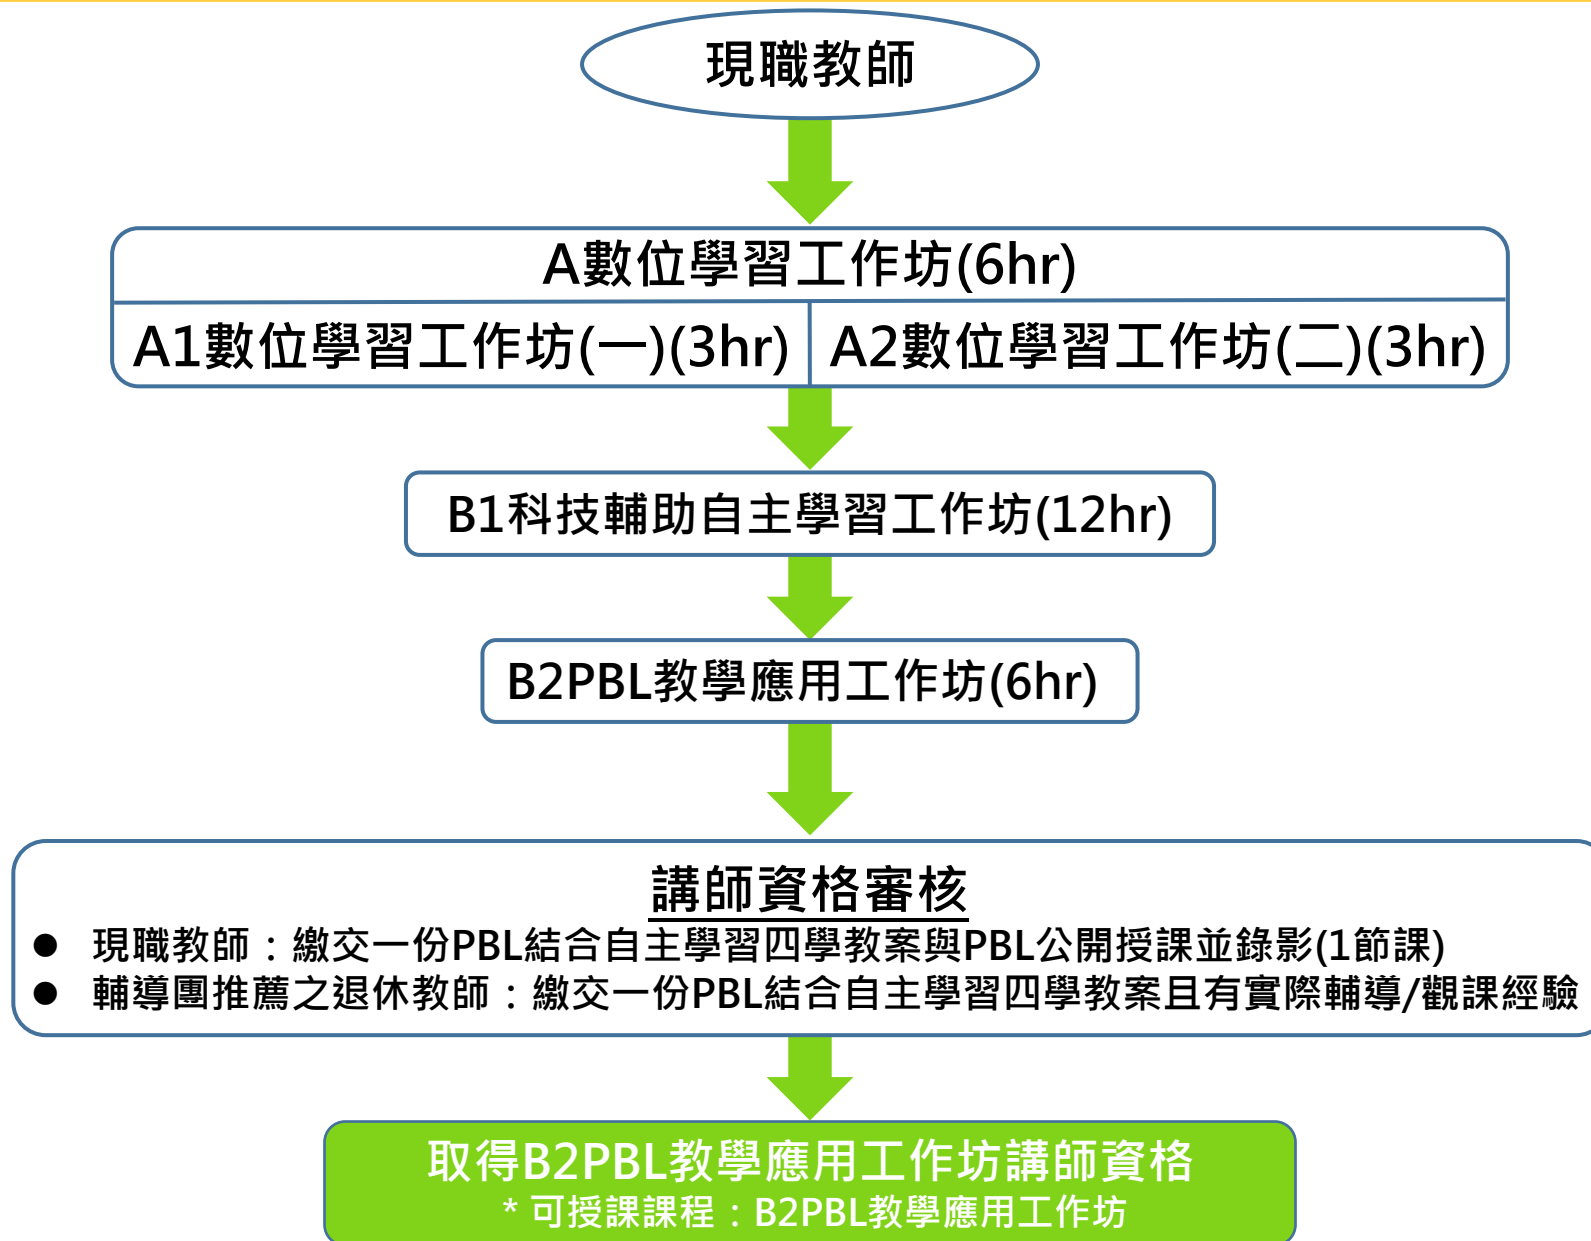 現職教師
A數位學習工作坊(6hr)
A1數位學習工作坊(一)(3hr)
A2數位學習工作坊(二)(3hr)
B1科技輔助自主學習工作坊(12hr)
B2PBL教學應用工作坊(6hr)
講師資格審核
● 現職教師：繳交一份PBL結合自主學習四學教案與PBL公開授課並錄影(1節課)
● 輔導團推薦之退休教師：繳交一份PBL結合自主學習四學教案且有實際輔導/觀課經驗
取得B2PBL教學應用工作坊講師資格
* 可授課課程：B2PBL教學應用工作坊